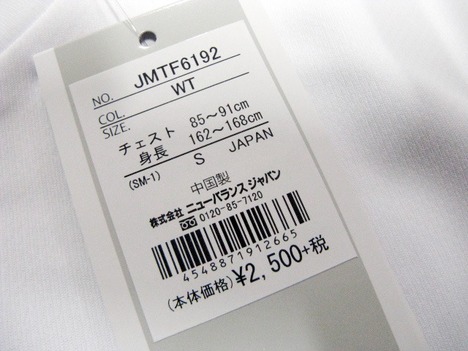 NO. JMTF6192
COL. WT
SIZE.
チェスト 85～91cm
身長 162～168cm
(SM-1) S JAPAN
中国製
株式会社 ニューバランス ジャパン
0120-85-7120
4548871912665
(本体価格) ¥2,500+税